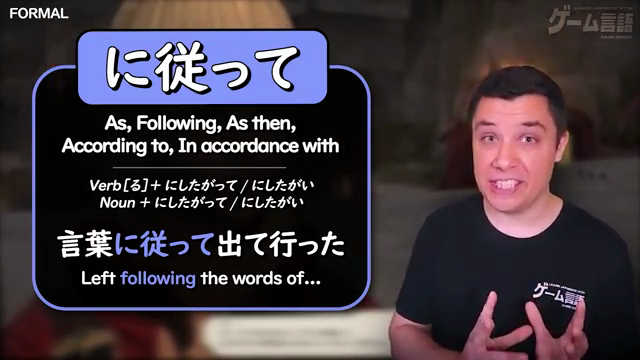 FORMAL
に従って
As, Following, As then,
According to, In accordance with
Verb[る]+ にしたがって / にしたがい
Noun + にしたがって / にしたがい
言葉に従って出て行った
Left following the words of...
ゲーム言語
ゲーム言語